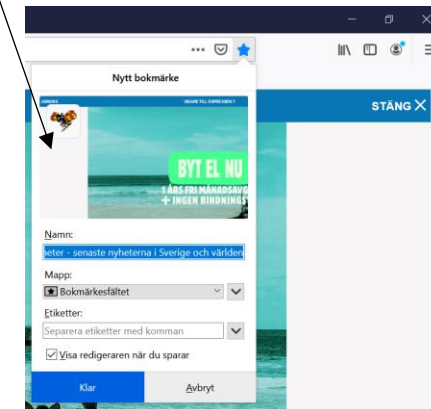 Nytt bokmärke
STÄNG X
BYT EL NU
1 ÅRS FRI MÅNADSAVG
+ INGEN BINDNINGS
Namn:
heter - senaste nyheterna i Sverige och världen
Mapp:
Bokmärkesfältet
Etiketter:
Separera etiketter med komman
Visa redigeraren när du sparar
Klar
Avbryt